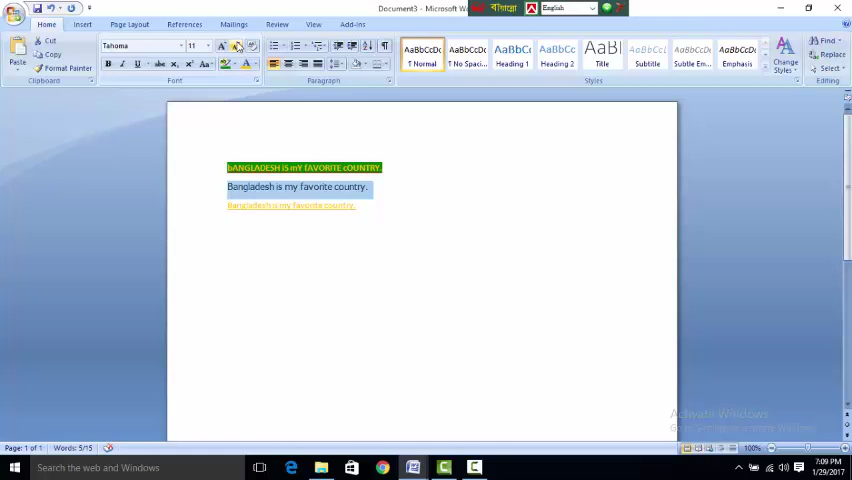 Document3 - Microsoft W
বাংলা English
Home Insert Page Layout References Mailings Review View Add-Ins
Paste
Cut
Copy
Format Painter
Clipboard
Tahoma 11
Font
Paragraph
AaBbCcDc AaBbCcDc AaBbCc AaBbCc AaBl AaBbCc. AaBbCcDc AaBbCcDc
¶ Normal ¶ No Spaci... Heading 1 Heading 2 Title Subtitle Subtle Em... Emphasis
Styles
Change Styles
Find
Replace
Select
Editing
bANGLADESH iS mY fAVORITE cOUNTRY.
Bangladesh is my favorite country.
Bangladesh is my favorite country.
Activate Windows
Page: 1 of 1 Words: 5/15
100%
Search the web and Windows
7:09 PM
1/29/2017